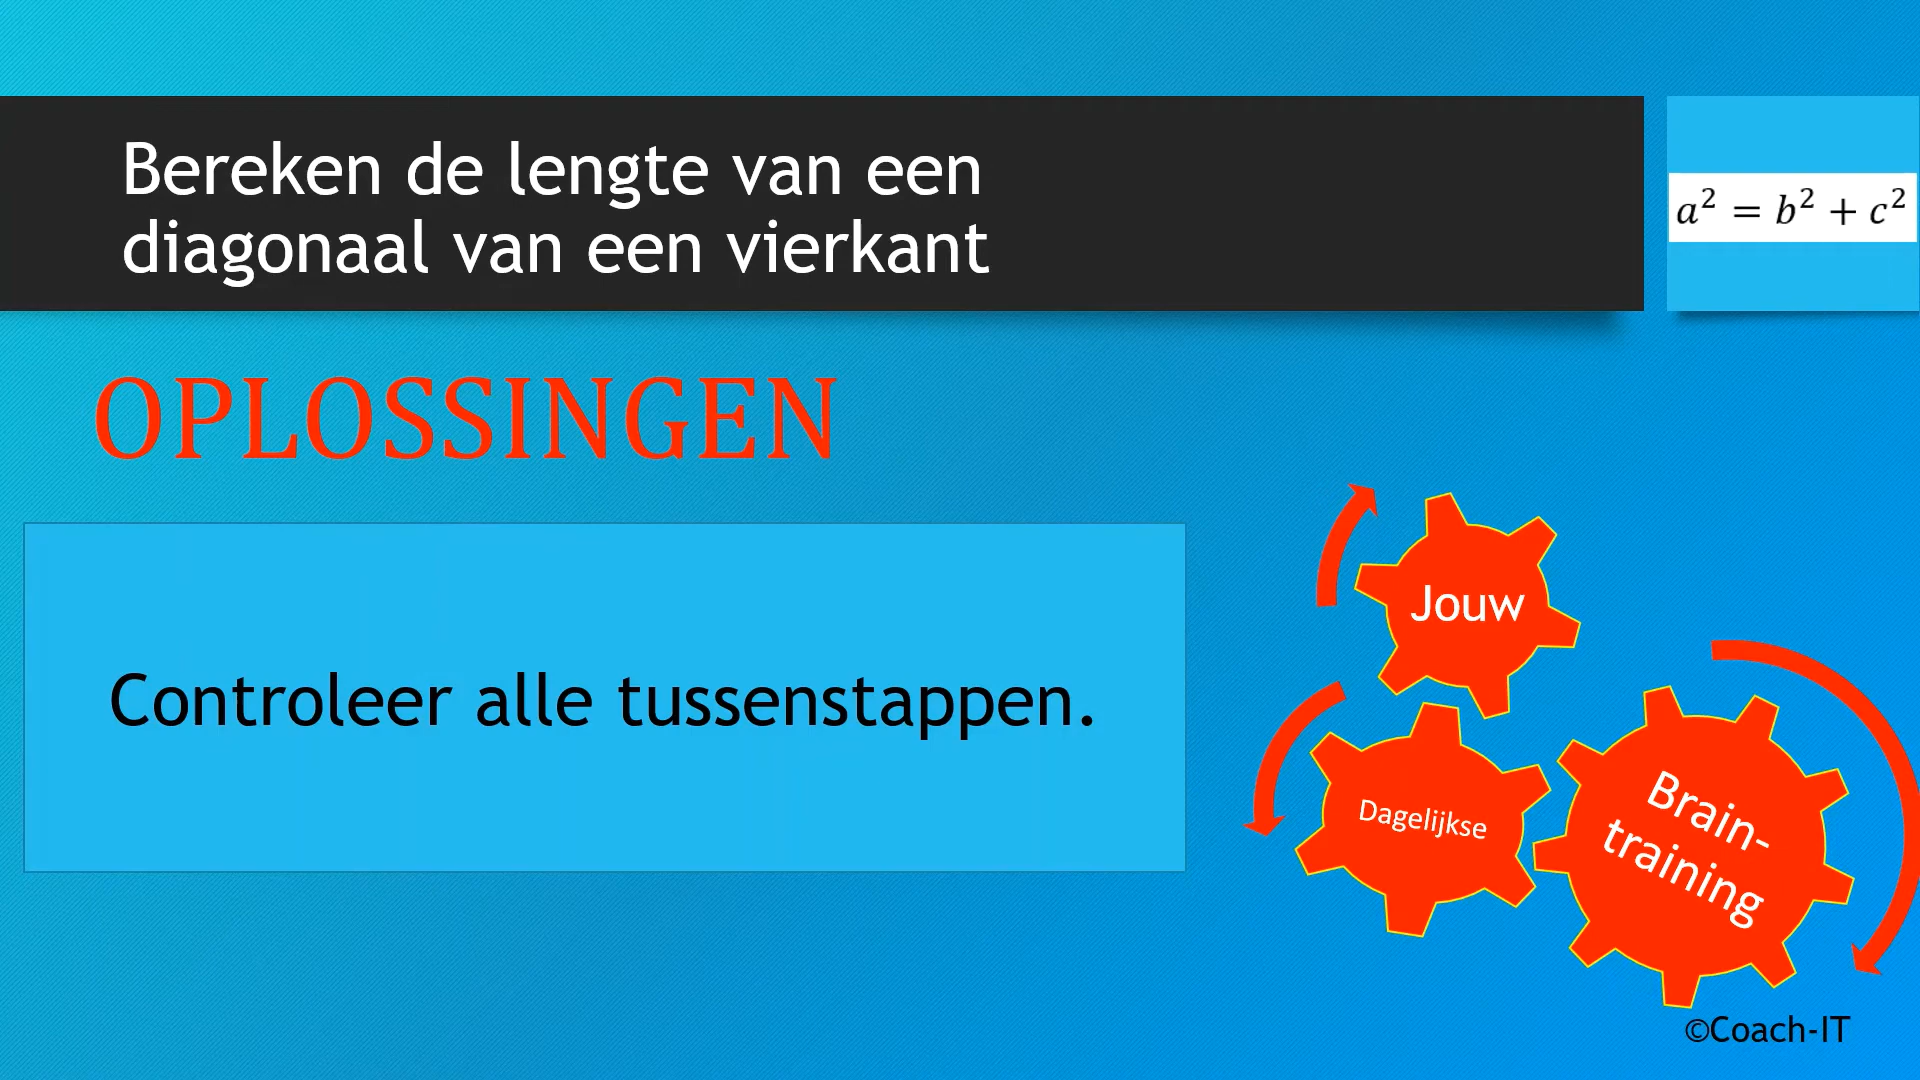 Bereken de lengte van een
diagonaal van een vierkant
a² = b² + c²
OPLOSSINGEN
Controleer alle tussenstappen.
Jouw
Dagelijkse
Brain-
training
©Coach-IT